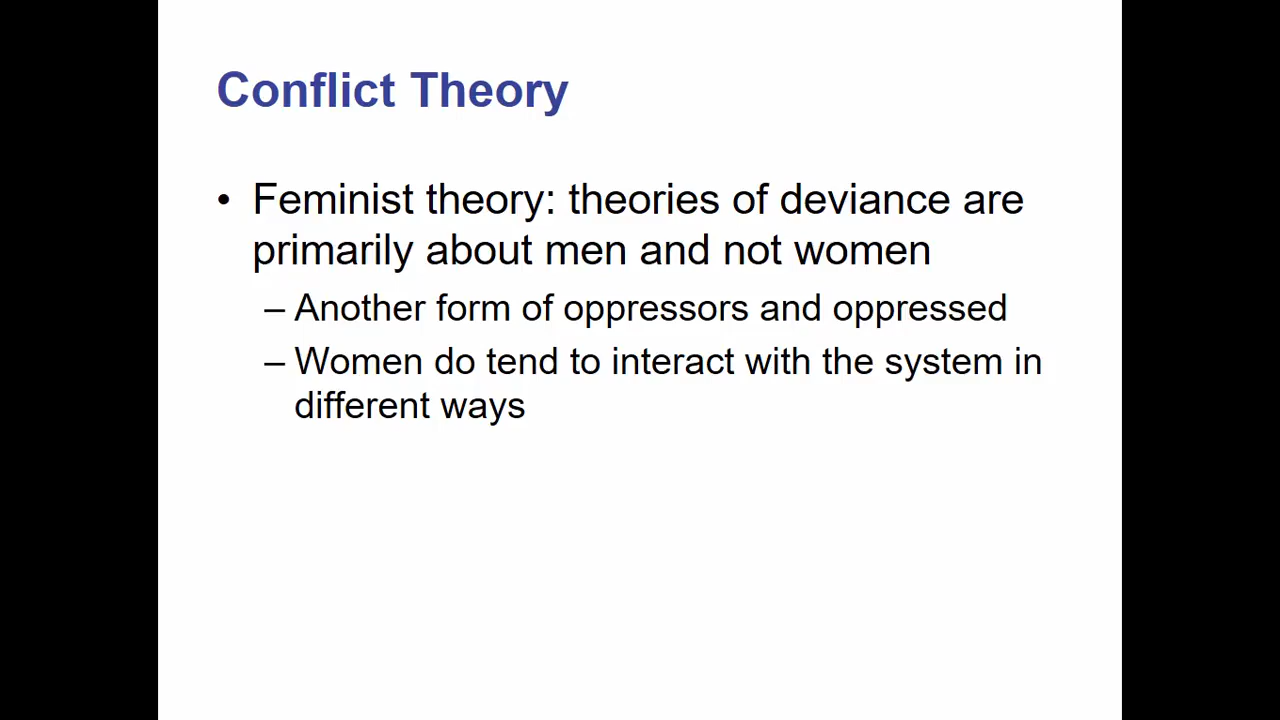 Conflict Theory
• Feminist theory: theories of deviance are
primarily about men and not women
– Another form of oppressors and oppressed
– Women do tend to interact with the system in
different ways